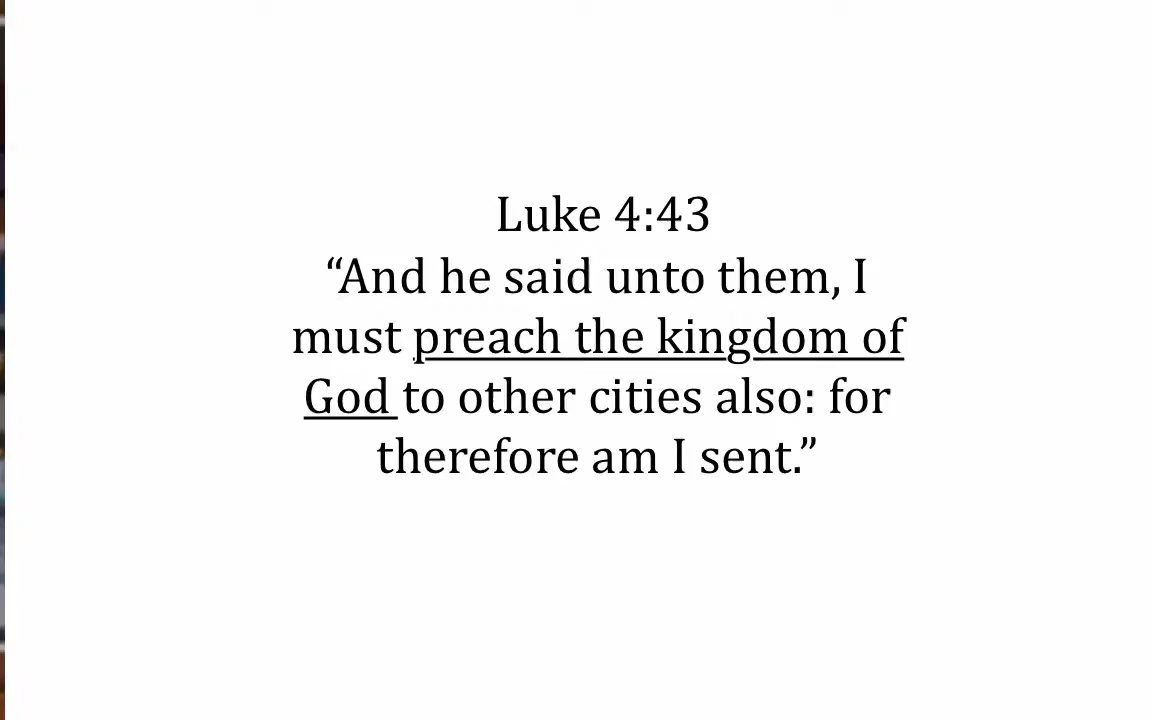 Luke 4:43
“And he said unto them, I
must preach the kingdom of
God to other cities also: for
therefore am I sent.”